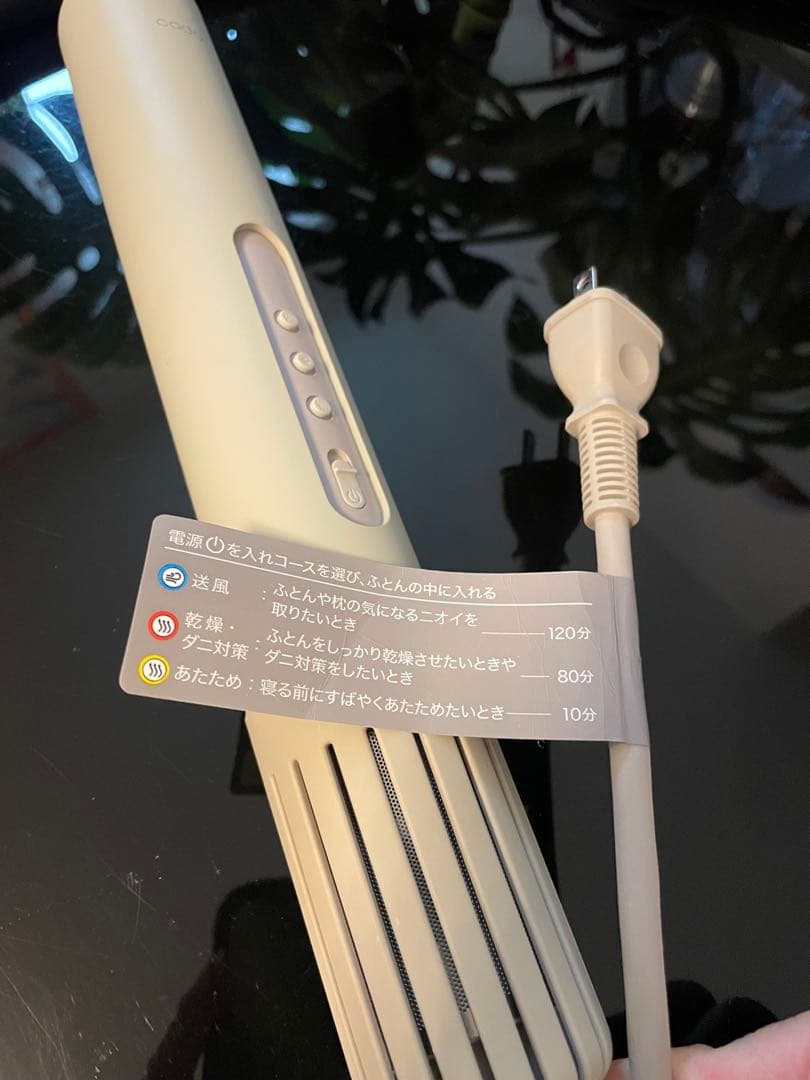 電源⏻を入れコースを選び、ふとんの中に入れる
送風 : ふとんや枕の気になるニオイを
取りたいとき 120分
乾燥・ ふとんをしっかり乾燥させたいときや
ダニ対策 : ダニ対策をしたいとき 80分
あたため : 寝る前にすばやくあたためたいとき 10分